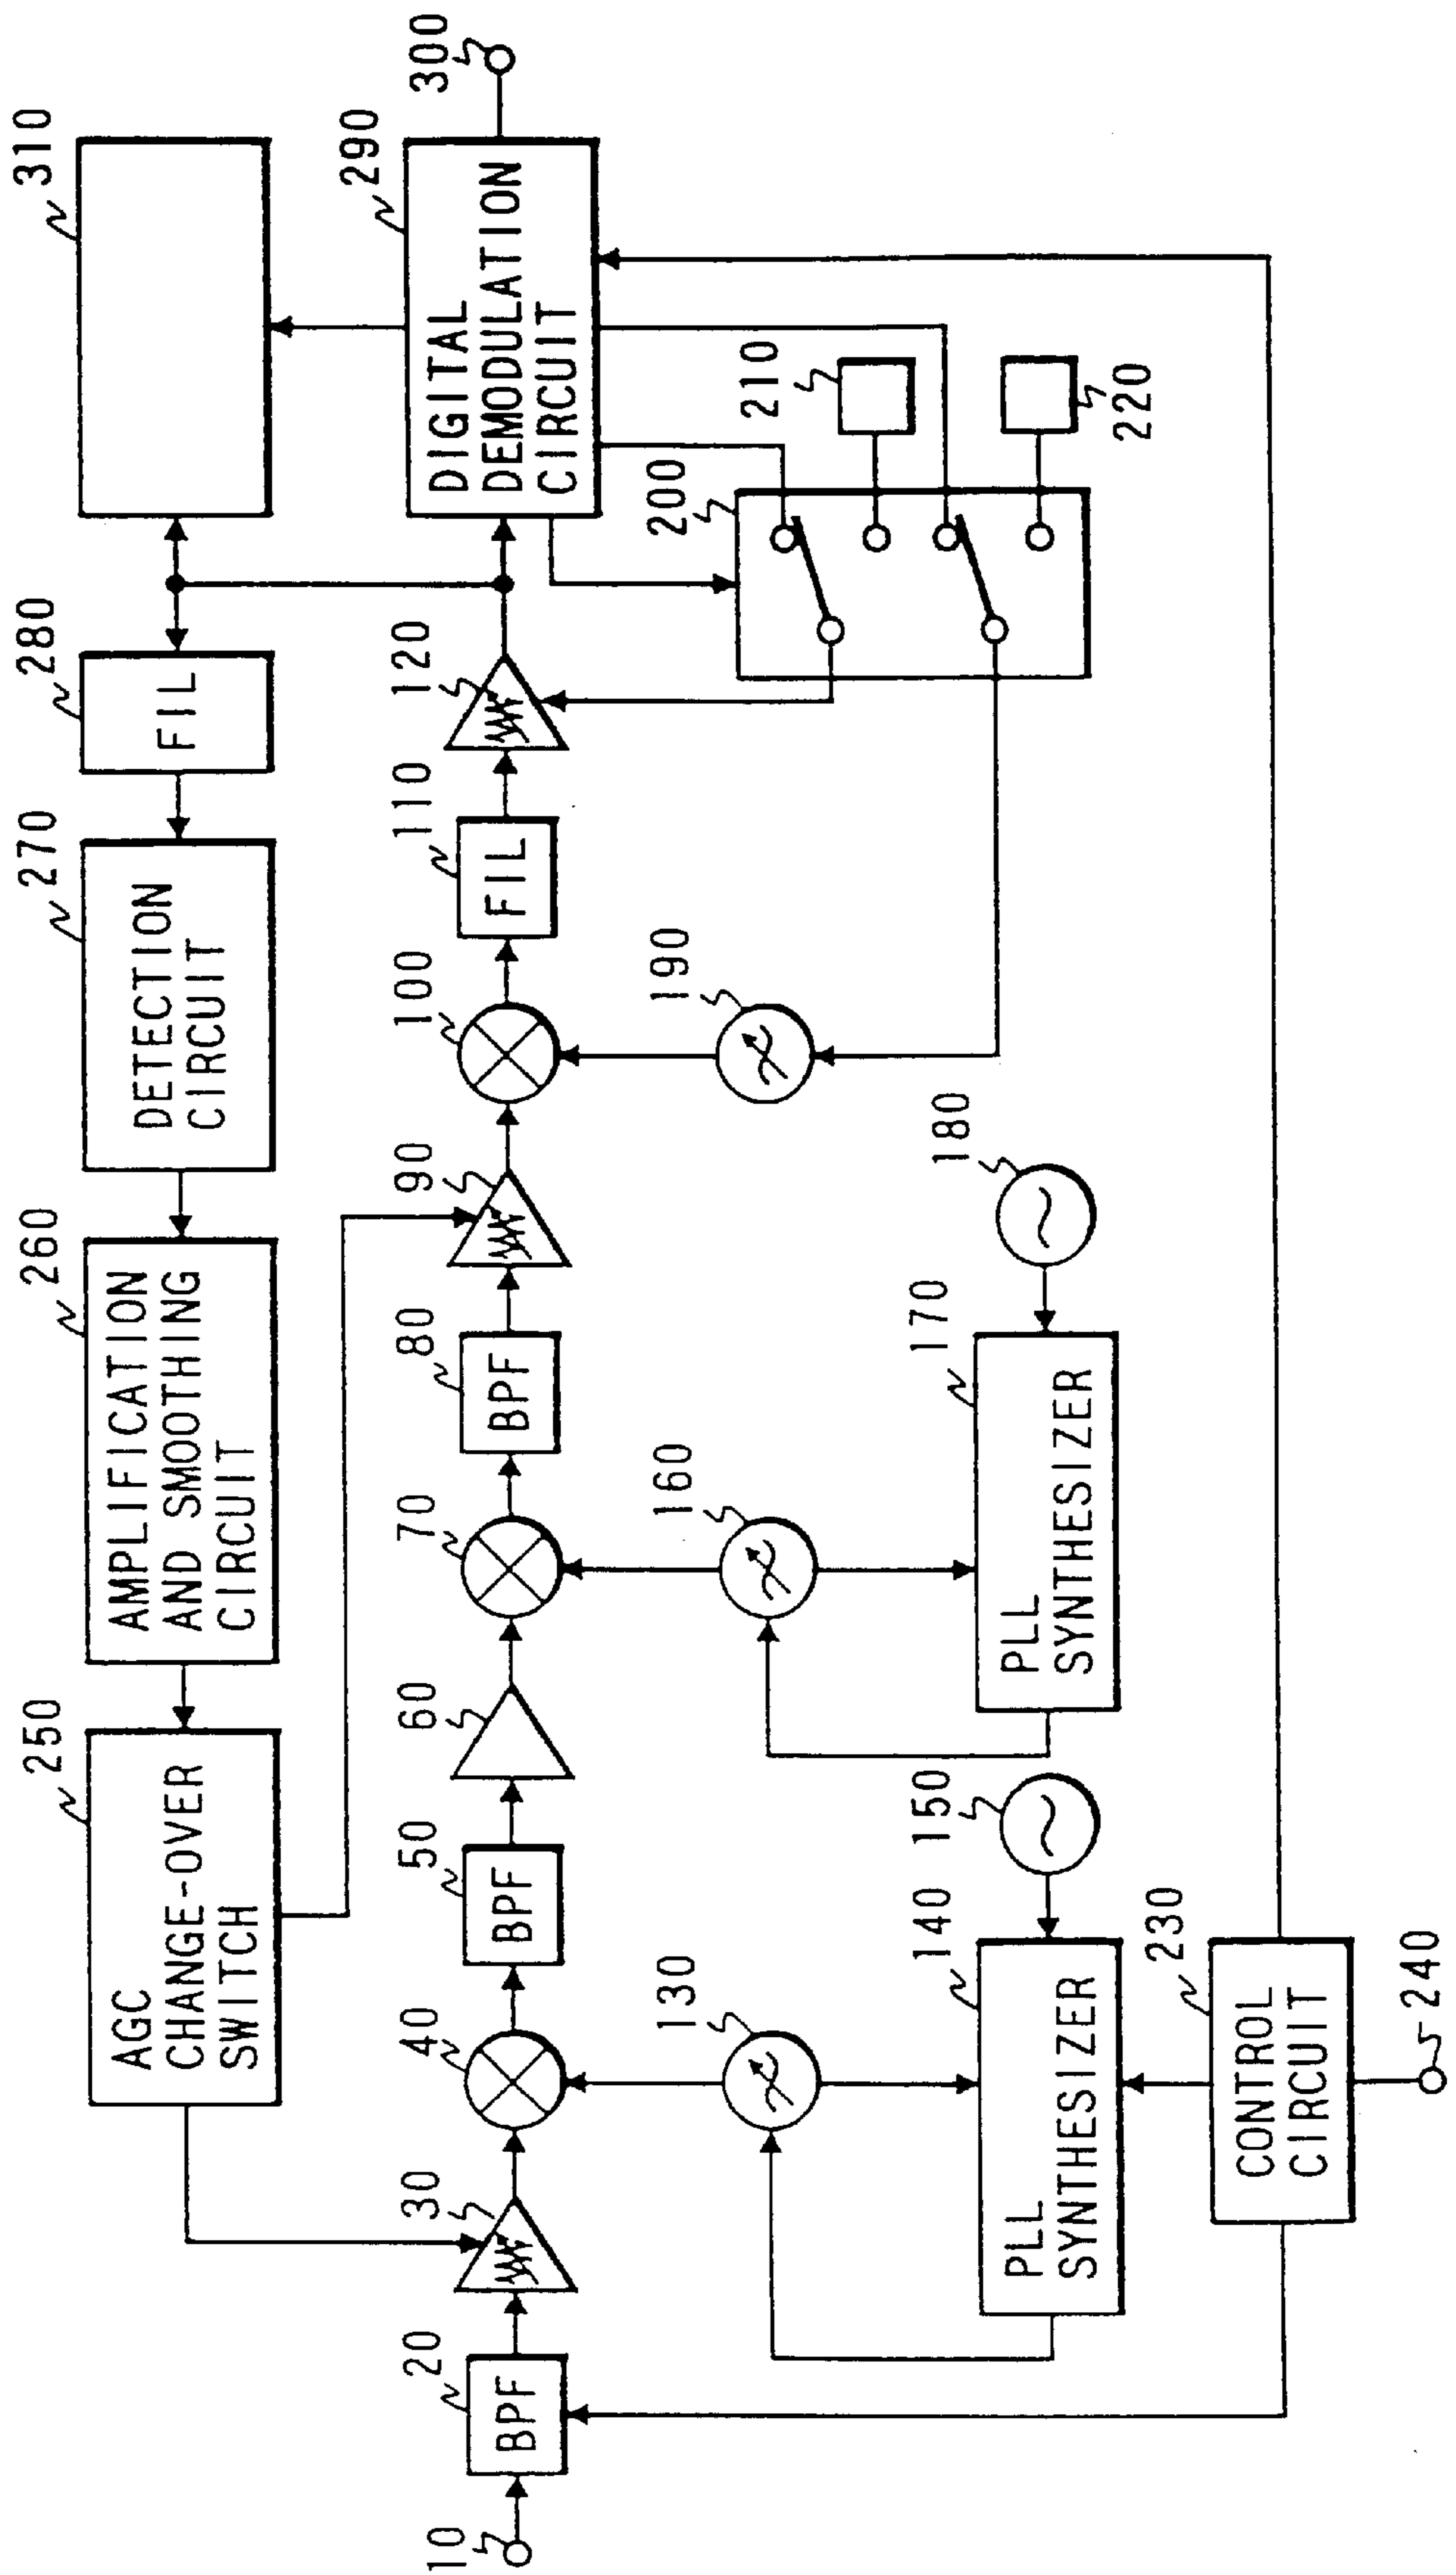 310
300
290
DIGITAL
DEMODULATION
CIRCUIT
280
FIL
270
DETECTION
CIRCUIT
260
AMPLIFICATION
AND SMOOTHING
CIRCUIT
250
AGC
CHANGE-OVER
SWITCH
10
20
BPF
30
40
50
BPF
60
70
80
BPF
90
100
110
FIL
120
130
160
190
200
210
220
140
PLL
SYNTHESIZER
150
170
PLL
SYNTHESIZER
180
230
CONTROL
CIRCUIT
240